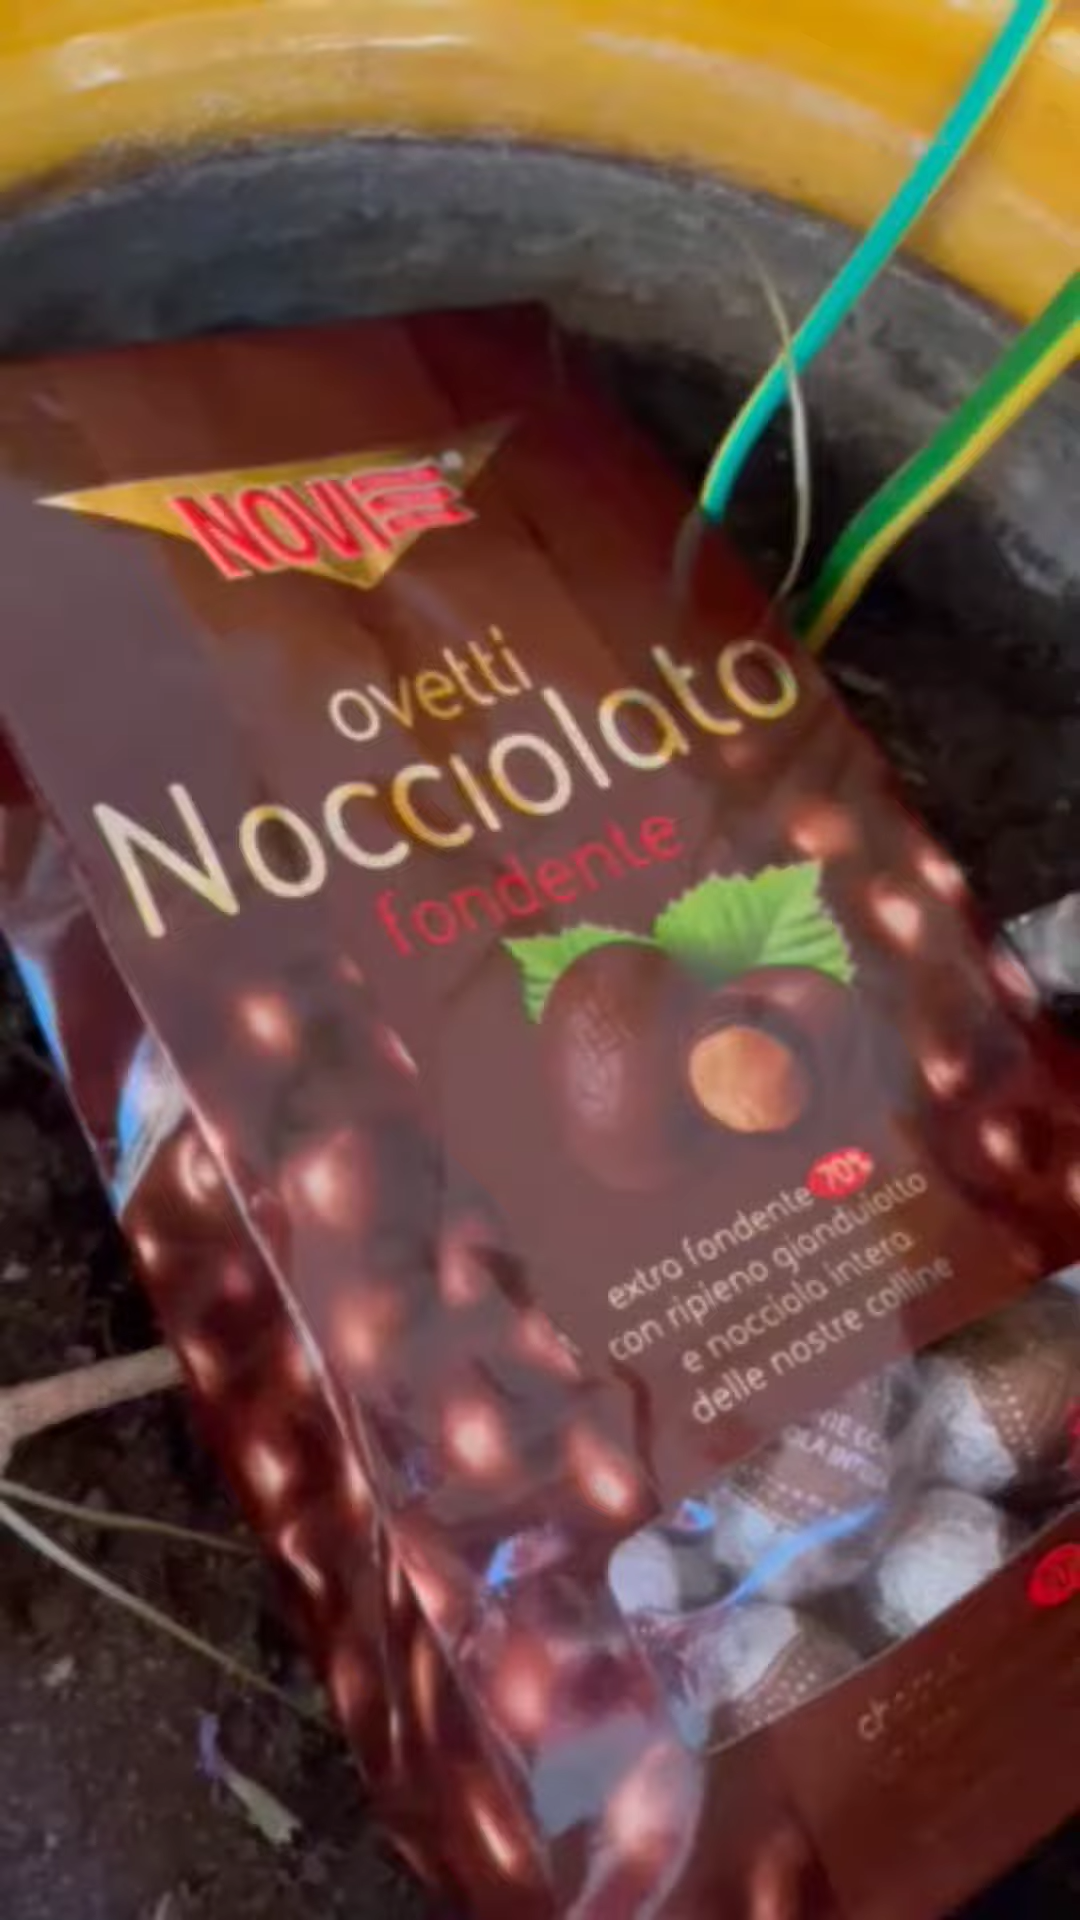 NOVI
ovetti
Nocciolato
fondente
70%
extra fondente
con ripieno gianduiotto
e nocciola intera
delle nostre colline